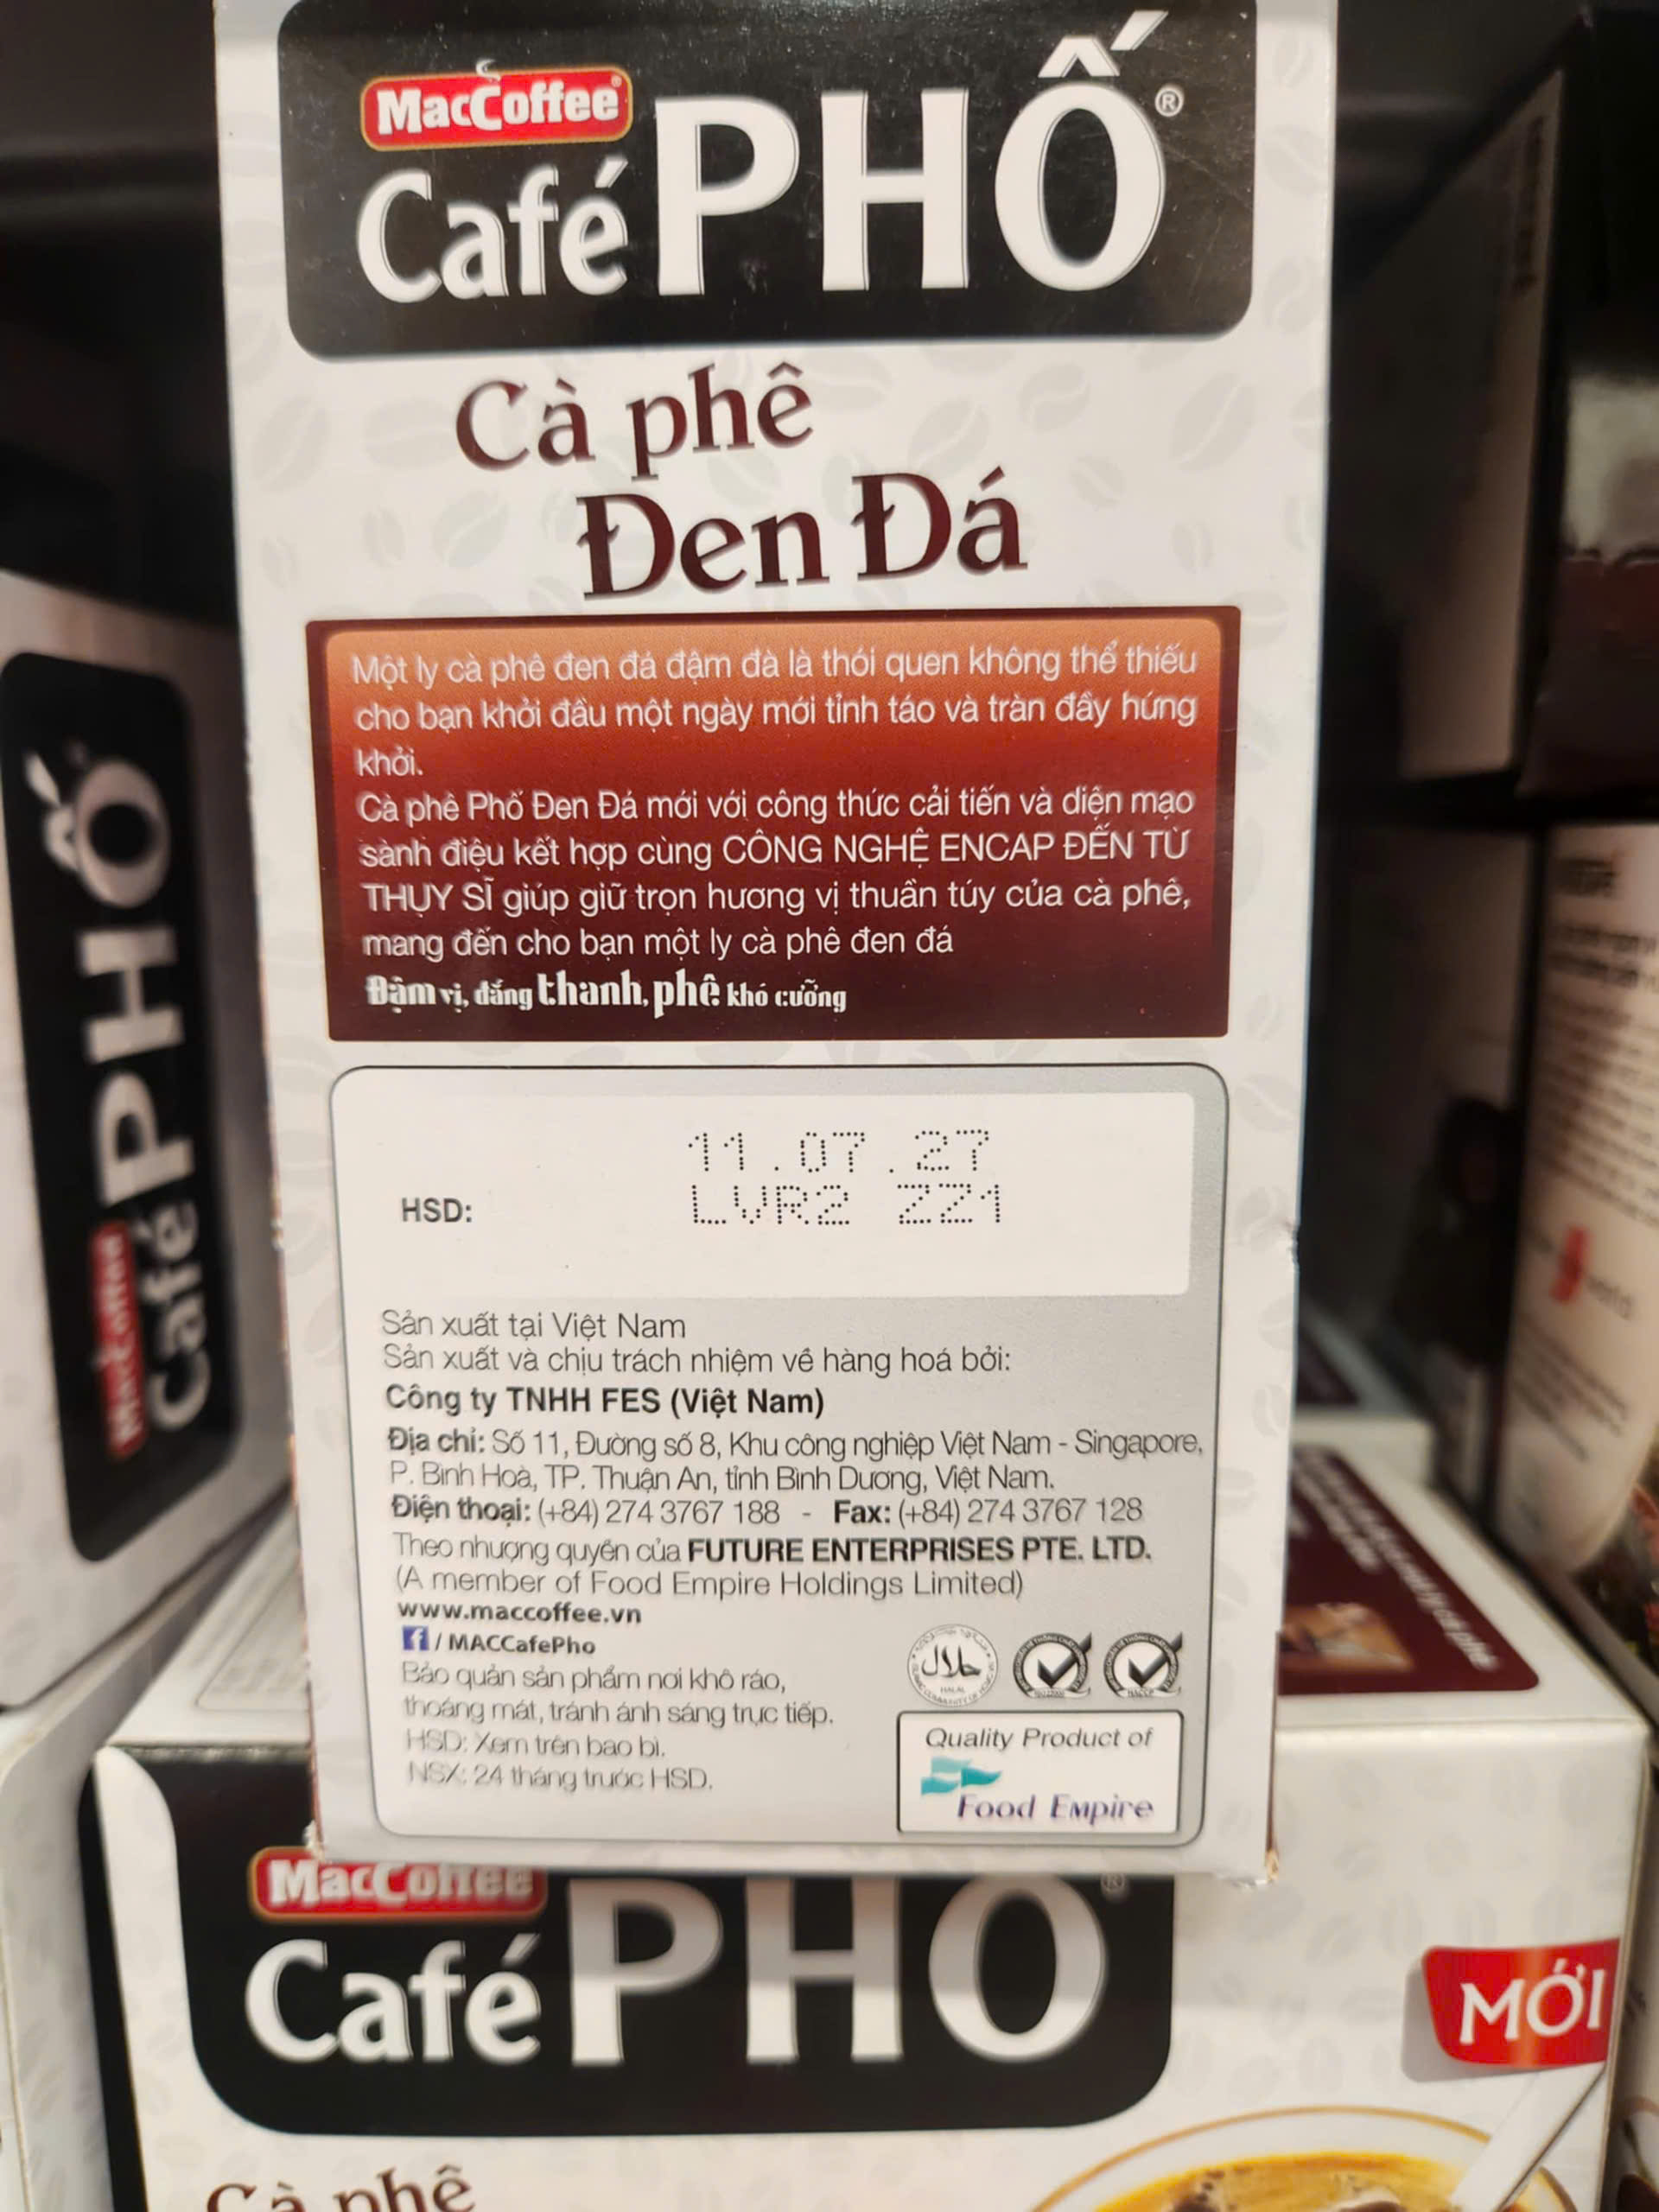 MacCoffee
Café PHỐ®
Cà phê
Đen Đá
Một ly cà phê đen đá đậm đà là thói quen không thể thiếu
cho bạn khởi đầu một ngày mới tỉnh táo và tràn đầy hứng
khởi.
Cà phê Phố Đen Đá mới với công thức cải tiến và diện mạo
sành điệu kết hợp cùng CÔNG NGHỆ ENCAP ĐẾN TỪ
THỤY SĨ giúp giữ trọn hương vị thuần túy của cà phê,
mang đến cho bạn một ly cà phê đen đá
Đậm vị, đắng thanh, phê khó cưỡng
11.07.27
HSD: LVR2 ZZ1
Sản xuất tại Việt Nam
Sản xuất và chịu trách nhiệm về hàng hoá bởi:
Công ty TNHH FES (Việt Nam)
Địa chỉ: Số 11, Đường số 8, Khu công nghiệp Việt Nam - Singapore,
P. Bình Hoà, TP. Thuận An, tỉnh Bình Dương, Việt Nam.
Điện thoại: (+84) 274 3767 188 - Fax: (+84) 274 3767 128
Theo nhượng quyền của FUTURE ENTERPRISES PTE. LTD.
(A member of Food Empire Holdings Limited)
www.maccoffee.vn
f / MACCafePho
Bảo quản sản phẩm nơi khô ráo,
thoáng mát, tránh ánh sáng trực tiếp.
HSD: Xem trên bao bì.
NSX: 24 tháng trước HSD.
حلال
HALAL
HACCP
Quality Product of
Food Empire
MacCoffee
Café PHỐ
MacCoffee
Café PHO
MỚI
Cà phê